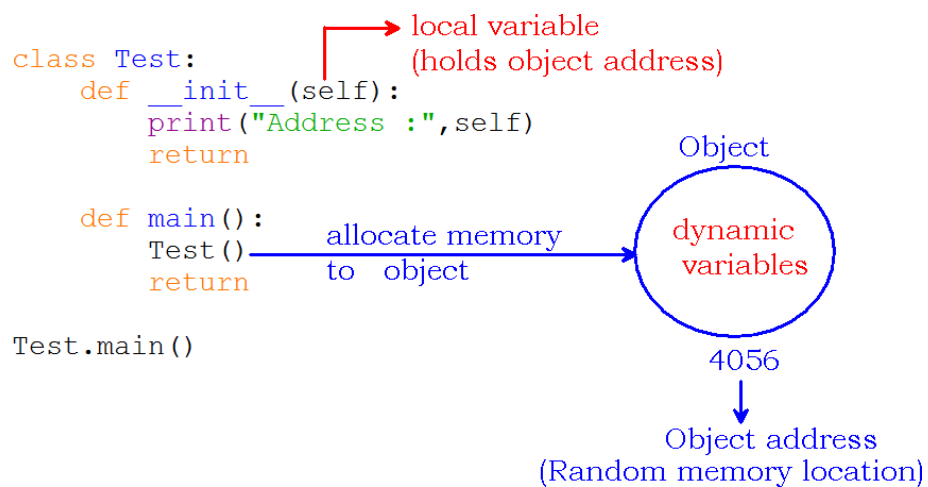 local variable
(holds object address)
class Test:
    def __init__(self):
        print("Address :",self)
        return
    def main():
        Test()
        return
Test.main()
allocate memory
to object
Object
dynamic
variables
4056
Object address
(Random memory location)